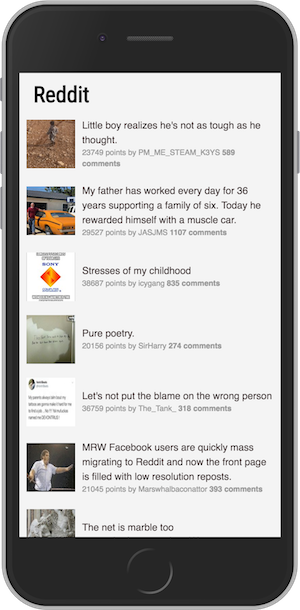 Reddit
Little boy realizes he's not as tough as he
thought.
23749 points by PM_ME_STEAM_K3YS 589
comments
My father has worked every day for 36
years supporting a family of six. Today he
rewarded himself with a muscle car.
29527 points by JASJMS 1107 comments
SONY
Stresses of my childhood
38687 points by icygang 835 comments
Pure poetry.
20156 points by SirHarry 274 comments
Let's not put the blame on the wrong person
36759 points by The_Tank_ 318 comments
MRW Facebook users are quickly mass
migrating to Reddit and now the front page
is filled with low resolution reposts.
21045 points by Marswhalbaconattor 393 comments
The net is marble too